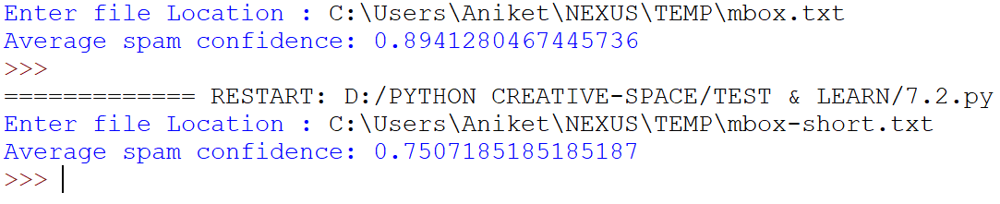 Enter file Location : C:\Users\Aniket\NEXUS\TEMP\mbox.txt
Average spam confidence: 0.8941280467445736
>>>
============= RESTART: D:/PYTHON CREATIVE-SPACE/TEST & LEARN/7.2.py
Enter file Location : C:\Users\Aniket\NEXUS\TEMP\mbox-short.txt
Average spam confidence: 0.7507185185185187
>>>